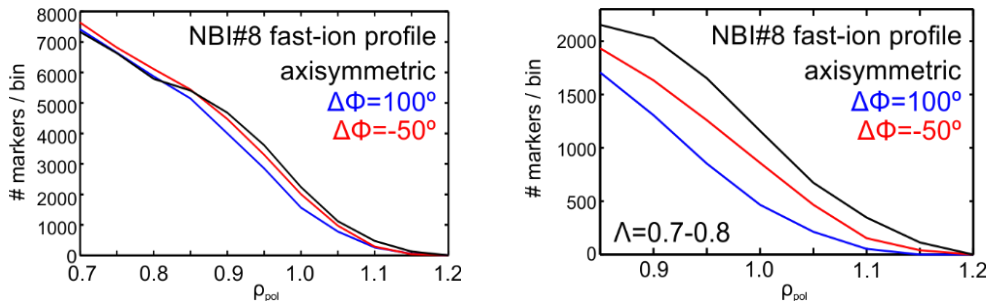 8000
7000
6000
5000
4000
3000
2000
1000
0
# markers / bin
NBI#8 fast-ion profile
axisymmetric
ΔΦ=100º
ΔΦ=-50º
0.7 0.8 0.9 1.0 1.1 1.2
ρpol
2000
1500
1000
500
0
# markers / bin
NBI#8 fast-ion profile
axisymmetric
ΔΦ=100º
ΔΦ=-50º
Λ=0.7-0.8
0.9 1.0 1.1 1.2
ρpol